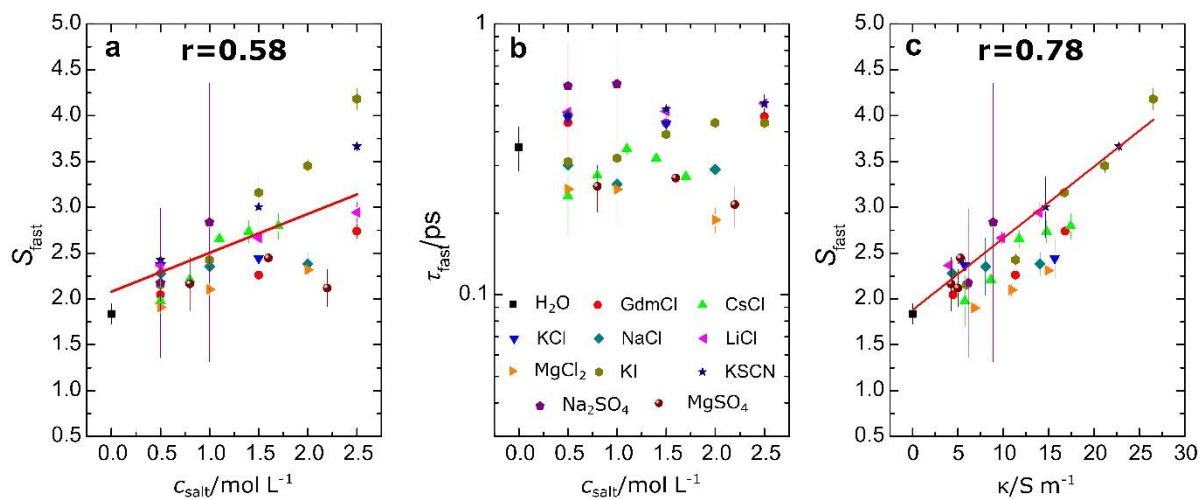 a
r=0.58
5.0
4.5
4.0
3.5
3.0
2.5
2.0
1.5
1.0
0.5
S_fast
0.0 0.5 1.0 1.5 2.0 2.5
c_salt/mol L⁻¹
b
1
0.1
τ_fast/ps
H₂O GdmCl CsCl
KCl NaCl LiCl
MgCl₂ KI KSCN
Na₂SO₄ MgSO₄
0.0 0.5 1.0 1.5 2.0 2.5
c_salt/mol L⁻¹
c
r=0.78
5.0
4.5
4.0
3.5
3.0
2.5
2.0
1.5
1.0
0.5
S_fast
0 5 10 15 20 25 30
κ/S m⁻¹